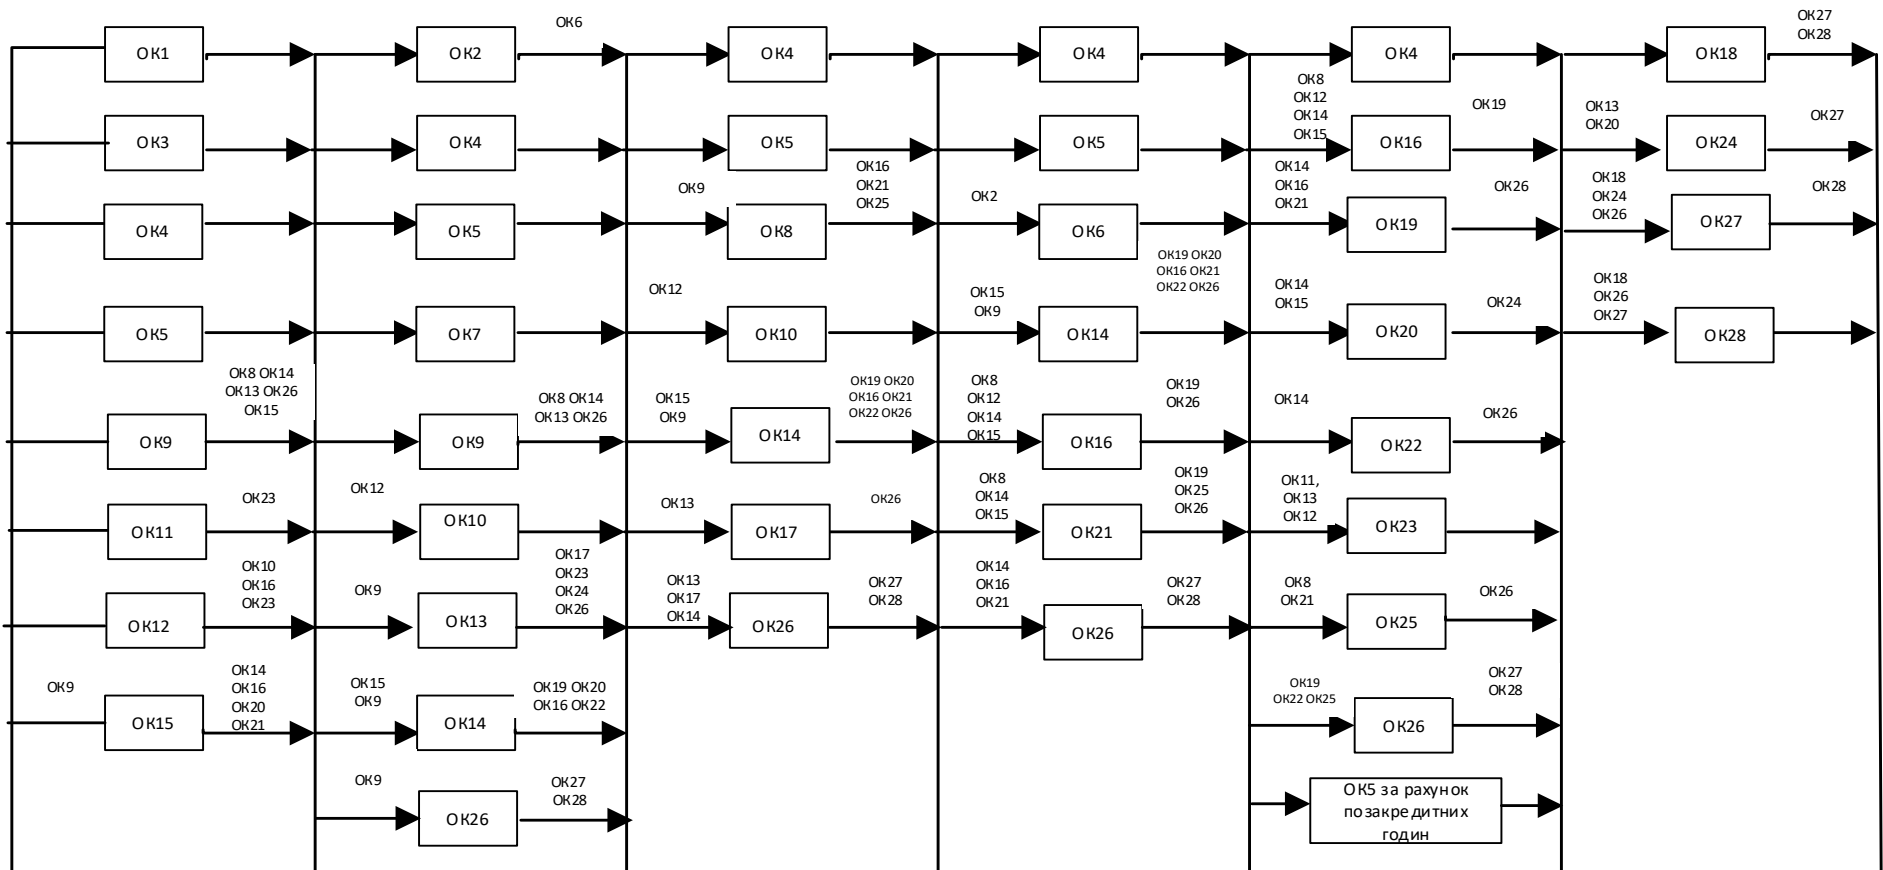 ОК1
ОК2
ОК6
ОК4
ОК4
ОК4
ОК18
ОК27
ОК28
ОК3
ОК4
ОК5
ОК5
ОК8
ОК12
ОК14
ОК15
ОК16
ОК19
ОК13
ОК20
ОК24
ОК27
ОК4
ОК5
ОК9
ОК8
ОК16
ОК21
ОК25
ОК2
ОК6
ОК14
ОК16
ОК21
ОК19
ОК26
ОК18
ОК24
ОК26
ОК27
ОК28
ОК5
ОК7
ОК12
ОК10
ОК15
ОК9
ОК14
ОК19 ОК20
ОК16 ОК21
ОК22 ОК26
ОК14
ОК15
ОК20
ОК24
ОК18
ОК26
ОК27
ОК28
ОК9
ОК8 ОК14
ОК13 ОК26
ОК15
ОК9
ОК8 ОК14
ОК13 ОК26
ОК15
ОК9
ОК14
ОК19 ОК20
ОК16 ОК21
ОК22 ОК26
ОК8
ОК12
ОК14
ОК15
ОК16
ОК19
ОК26
ОК14
ОК22
ОК26
ОК11
ОК23
ОК12
ОК10
ОК13
ОК17
ОК26
ОК8
ОК14
ОК15
ОК21
ОК19
ОК25
ОК26
ОК11,
ОК13
ОК12
ОК23
ОК12
ОК10
ОК16
ОК23
ОК9
ОК13
ОК17
ОК23
ОК24
ОК26
ОК13
ОК17
ОК14
ОК26
ОК27
ОК28
ОК14
ОК16
ОК21
ОК26
ОК27
ОК28
ОК8
ОК21
ОК25
ОК26
ОК9
ОК15
ОК14
ОК16
ОК20
ОК21
ОК15
ОК9
ОК14
ОК19 ОК20
ОК16 ОК22
ОК19
ОК22 ОК25
ОК26
ОК27
ОК28
ОК9
ОК26
ОК27
ОК28
ОК5 за рахунок
позакредитних
годин